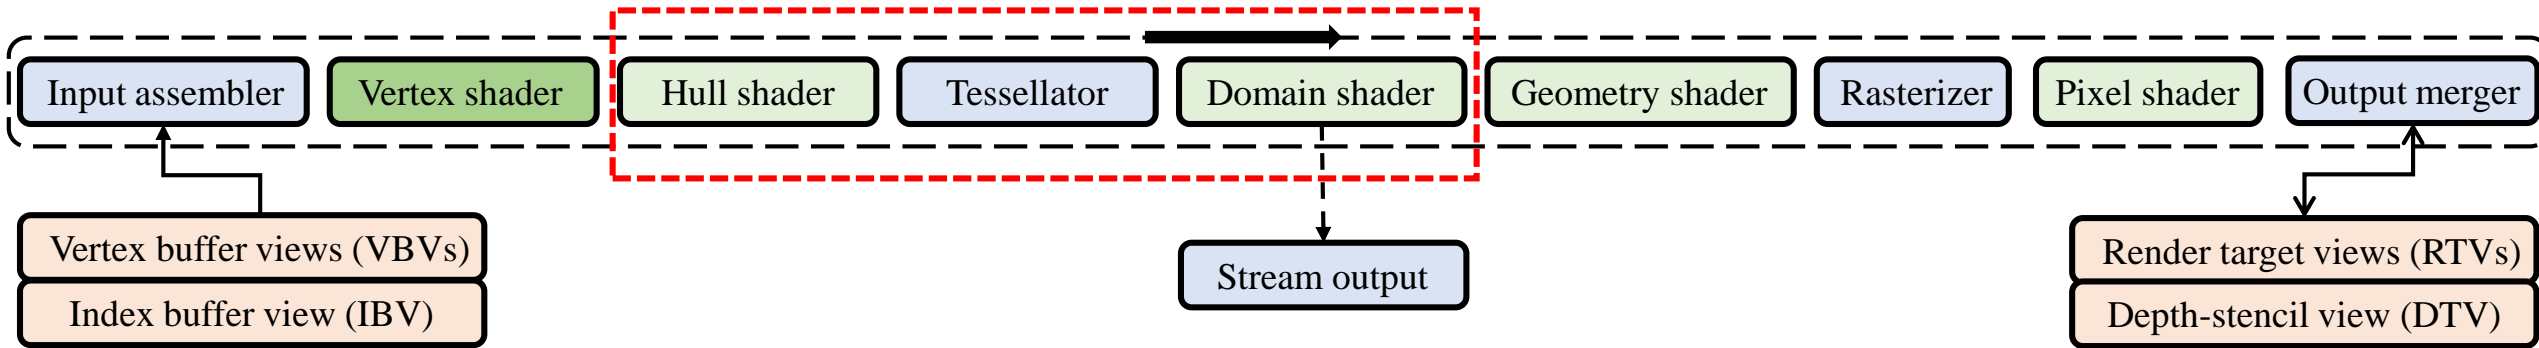 Input assembler
Vertex shader
Hull shader
Tessellator
Domain shader
Geometry shader
Rasterizer
Pixel shader
Output merger
Vertex buffer views (VBVs)
Index buffer view (IBV)
Stream output
Render target views (RTVs)
Depth-stencil view (DTV)